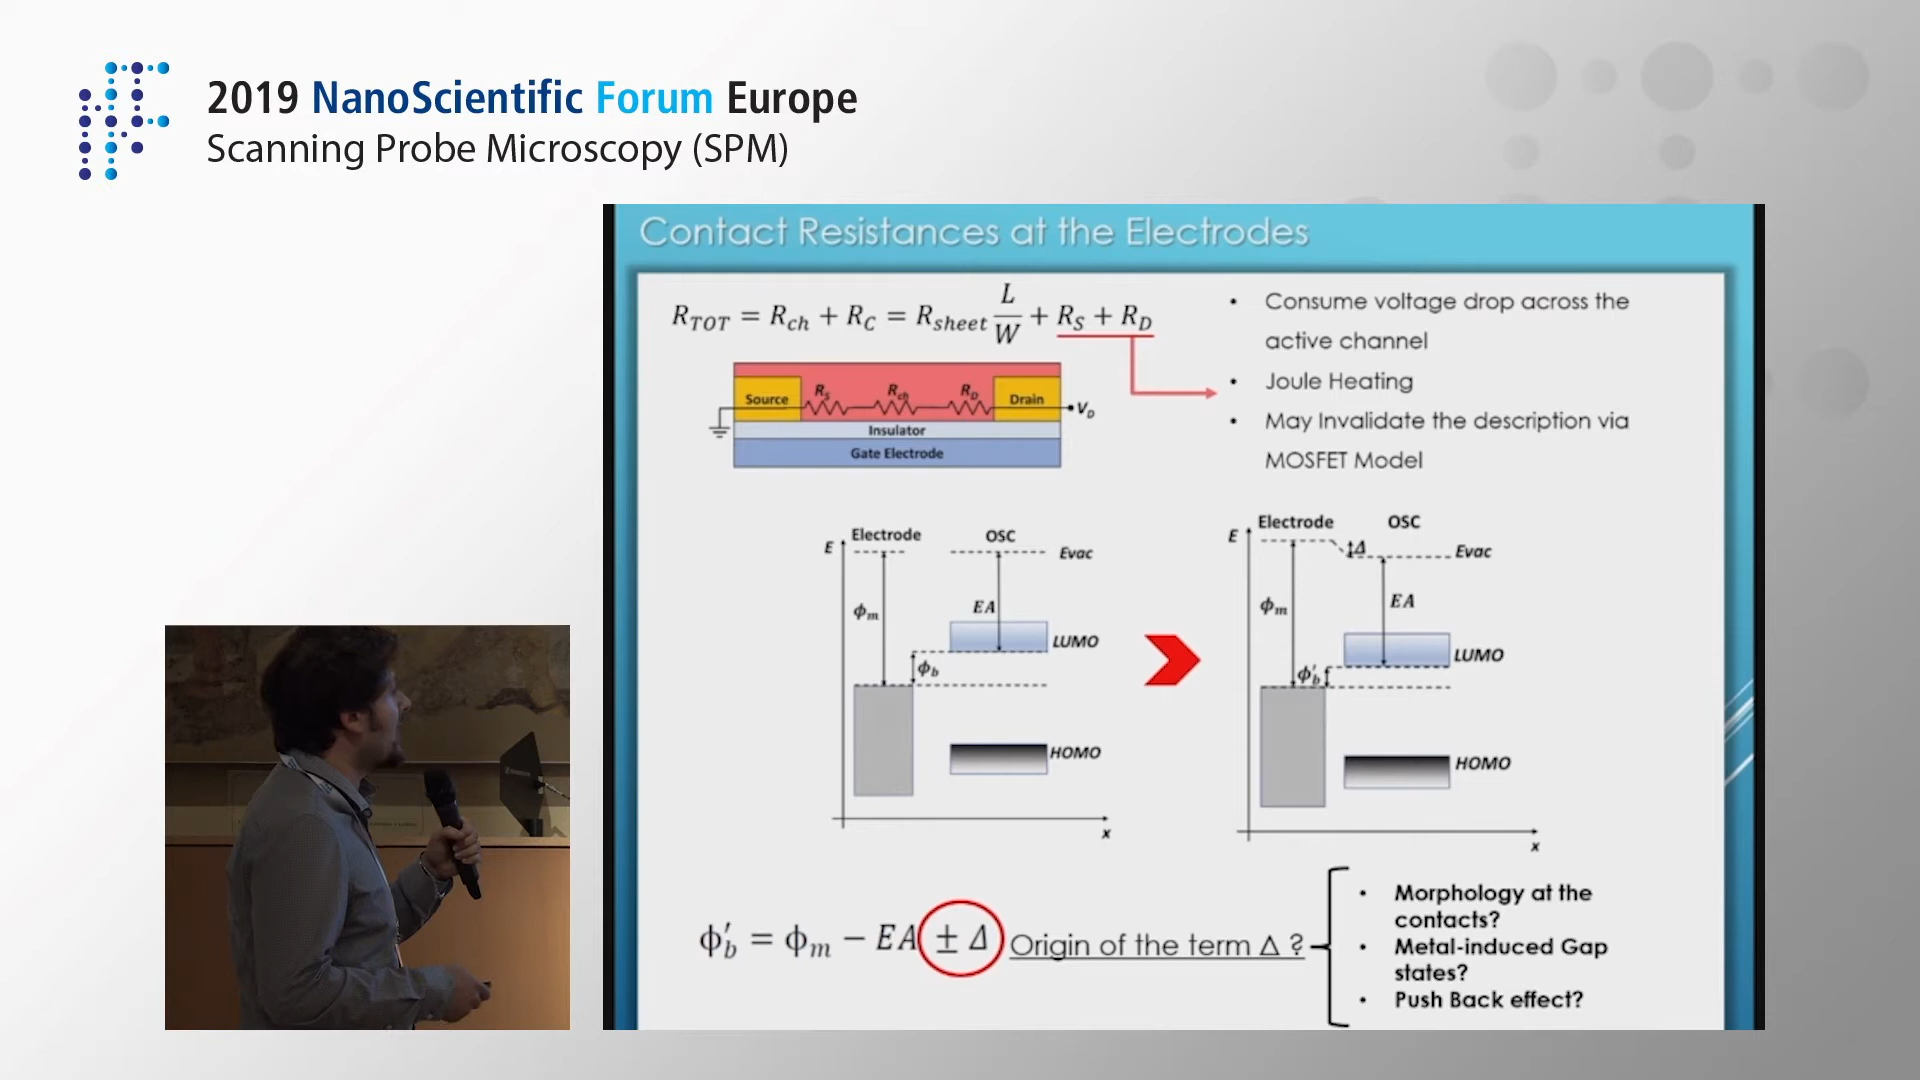 2019 NanoScientific Forum Europe
Scanning Probe Microscopy (SPM)
Contact Resistances at the Electrodes
R_TOT = R_ch + R_C = R_sheet L/W + R_S + R_D
• Consume voltage drop across the
active channel
• Joule Heating
• May Invalidate the description via
MOSFET Model
R_S R_ch R_D
Source Drain V_D
Insulator
Gate Electrode
Electrode OSC
E Evac
ϕ_m EA
LUMO
ϕ_b
HOMO
x
Electrode OSC
E Δ Evac
ϕ_m EA
LUMO
ϕ′_b
HOMO
x
ϕ′_b = ϕ_m − EA ± Δ Origin of the term Δ ?
• Morphology at the
contacts?
• Metal-induced Gap
states?
• Push Back effect?